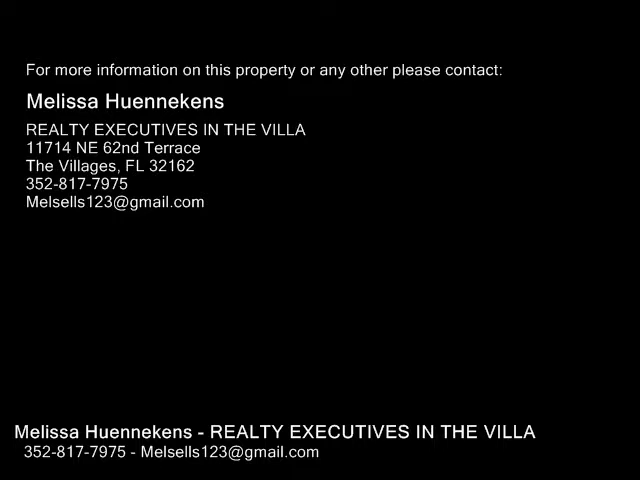 For more information on this property or any other please contact:
Melissa Huennekens
REALTY EXECUTIVES IN THE VILLA
11714 NE 62nd Terrace
The Villages, FL 32162
352-817-7975
Melsells123@gmail.com
Melissa Huennekens - REALTY EXECUTIVES IN THE VILLA
352-817-7975 - Melsells123@gmail.com